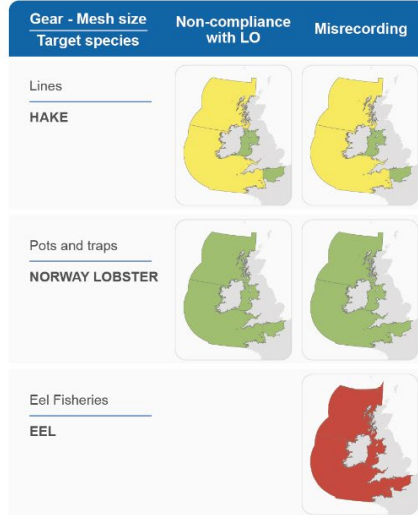 Gear - Mesh size
Target species
Non-compliance
with LO
Misrecording
Lines
HAKE
Pots and traps
NORWAY LOBSTER
Eel Fisheries
EEL